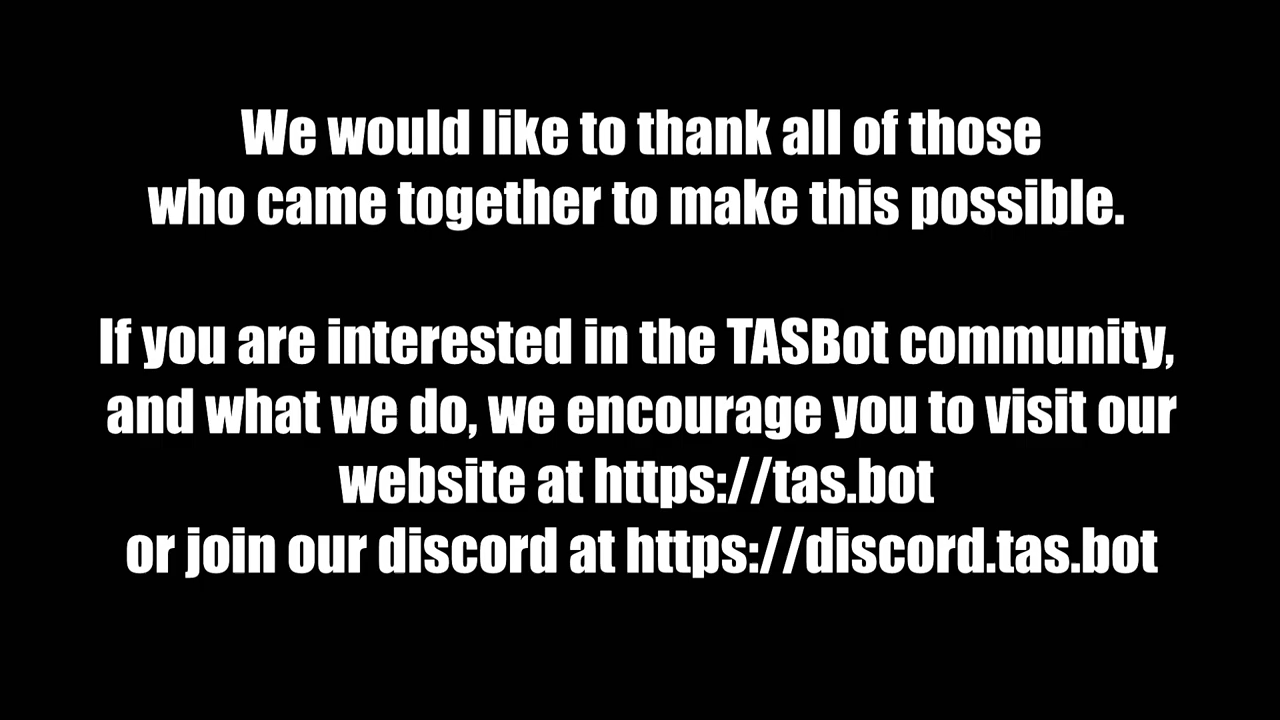 We would like to thank all of those
who came together to make this possible.
If you are interested in the TASBot community,
and what we do, we encourage you to visit our
website at https://tas.bot
or join our discord at https://discord.tas.bot